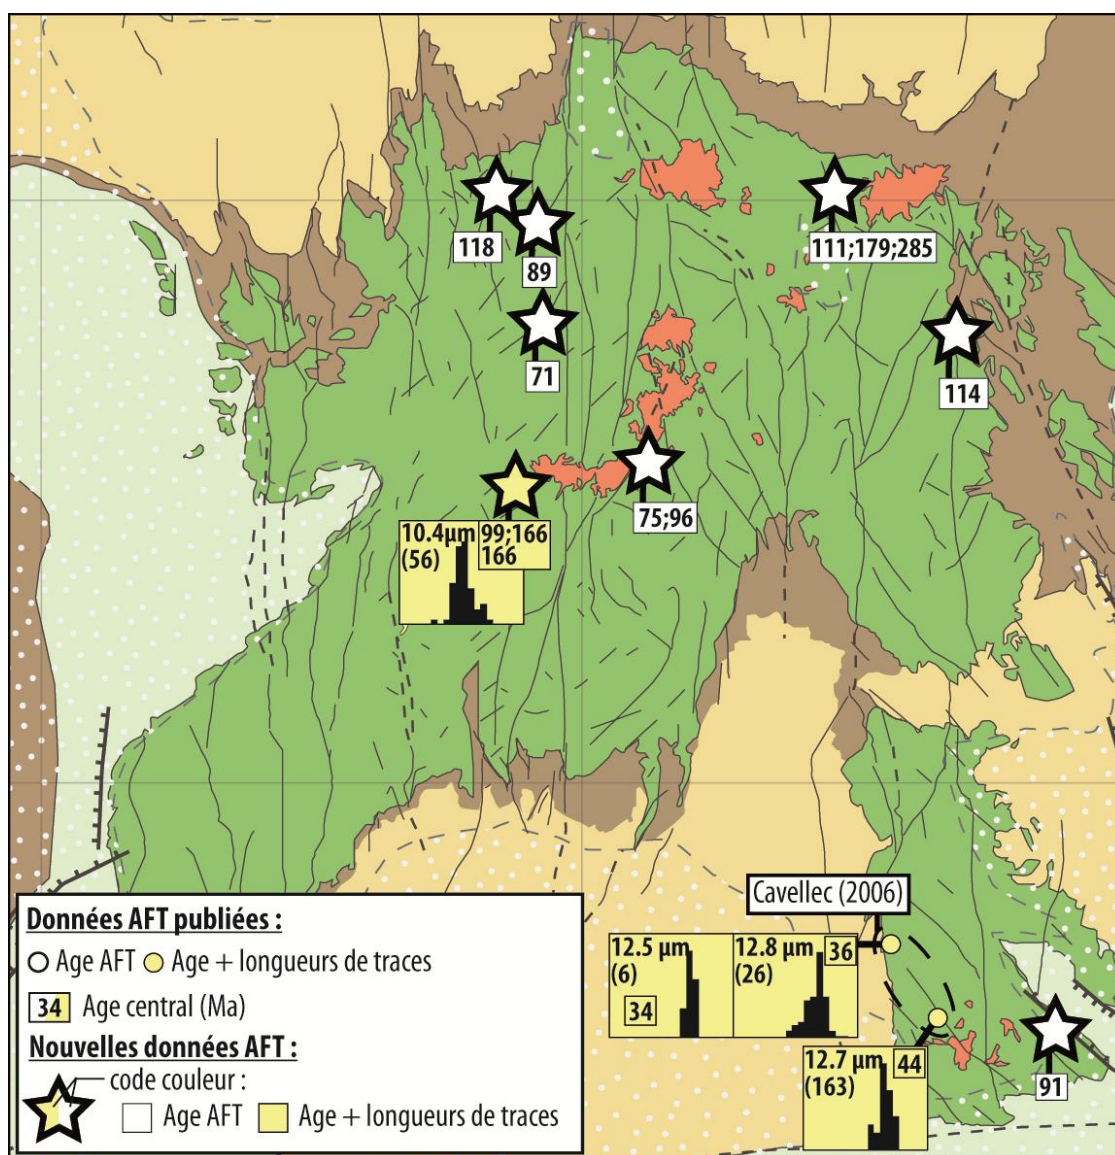 118
89
111;179;285
71
114
75;96
10.4µm
(56)
99;166
166
Cavellec (2006)
12.5 µm
(6)
34
12.8 µm
(26)
36
12.7 µm
(163)
44
91
Données AFT publiées :
Age AFT
Age + longueurs de traces
34
Age central (Ma)
Nouvelles données AFT :
code couleur :
Age AFT
Age + longueurs de traces